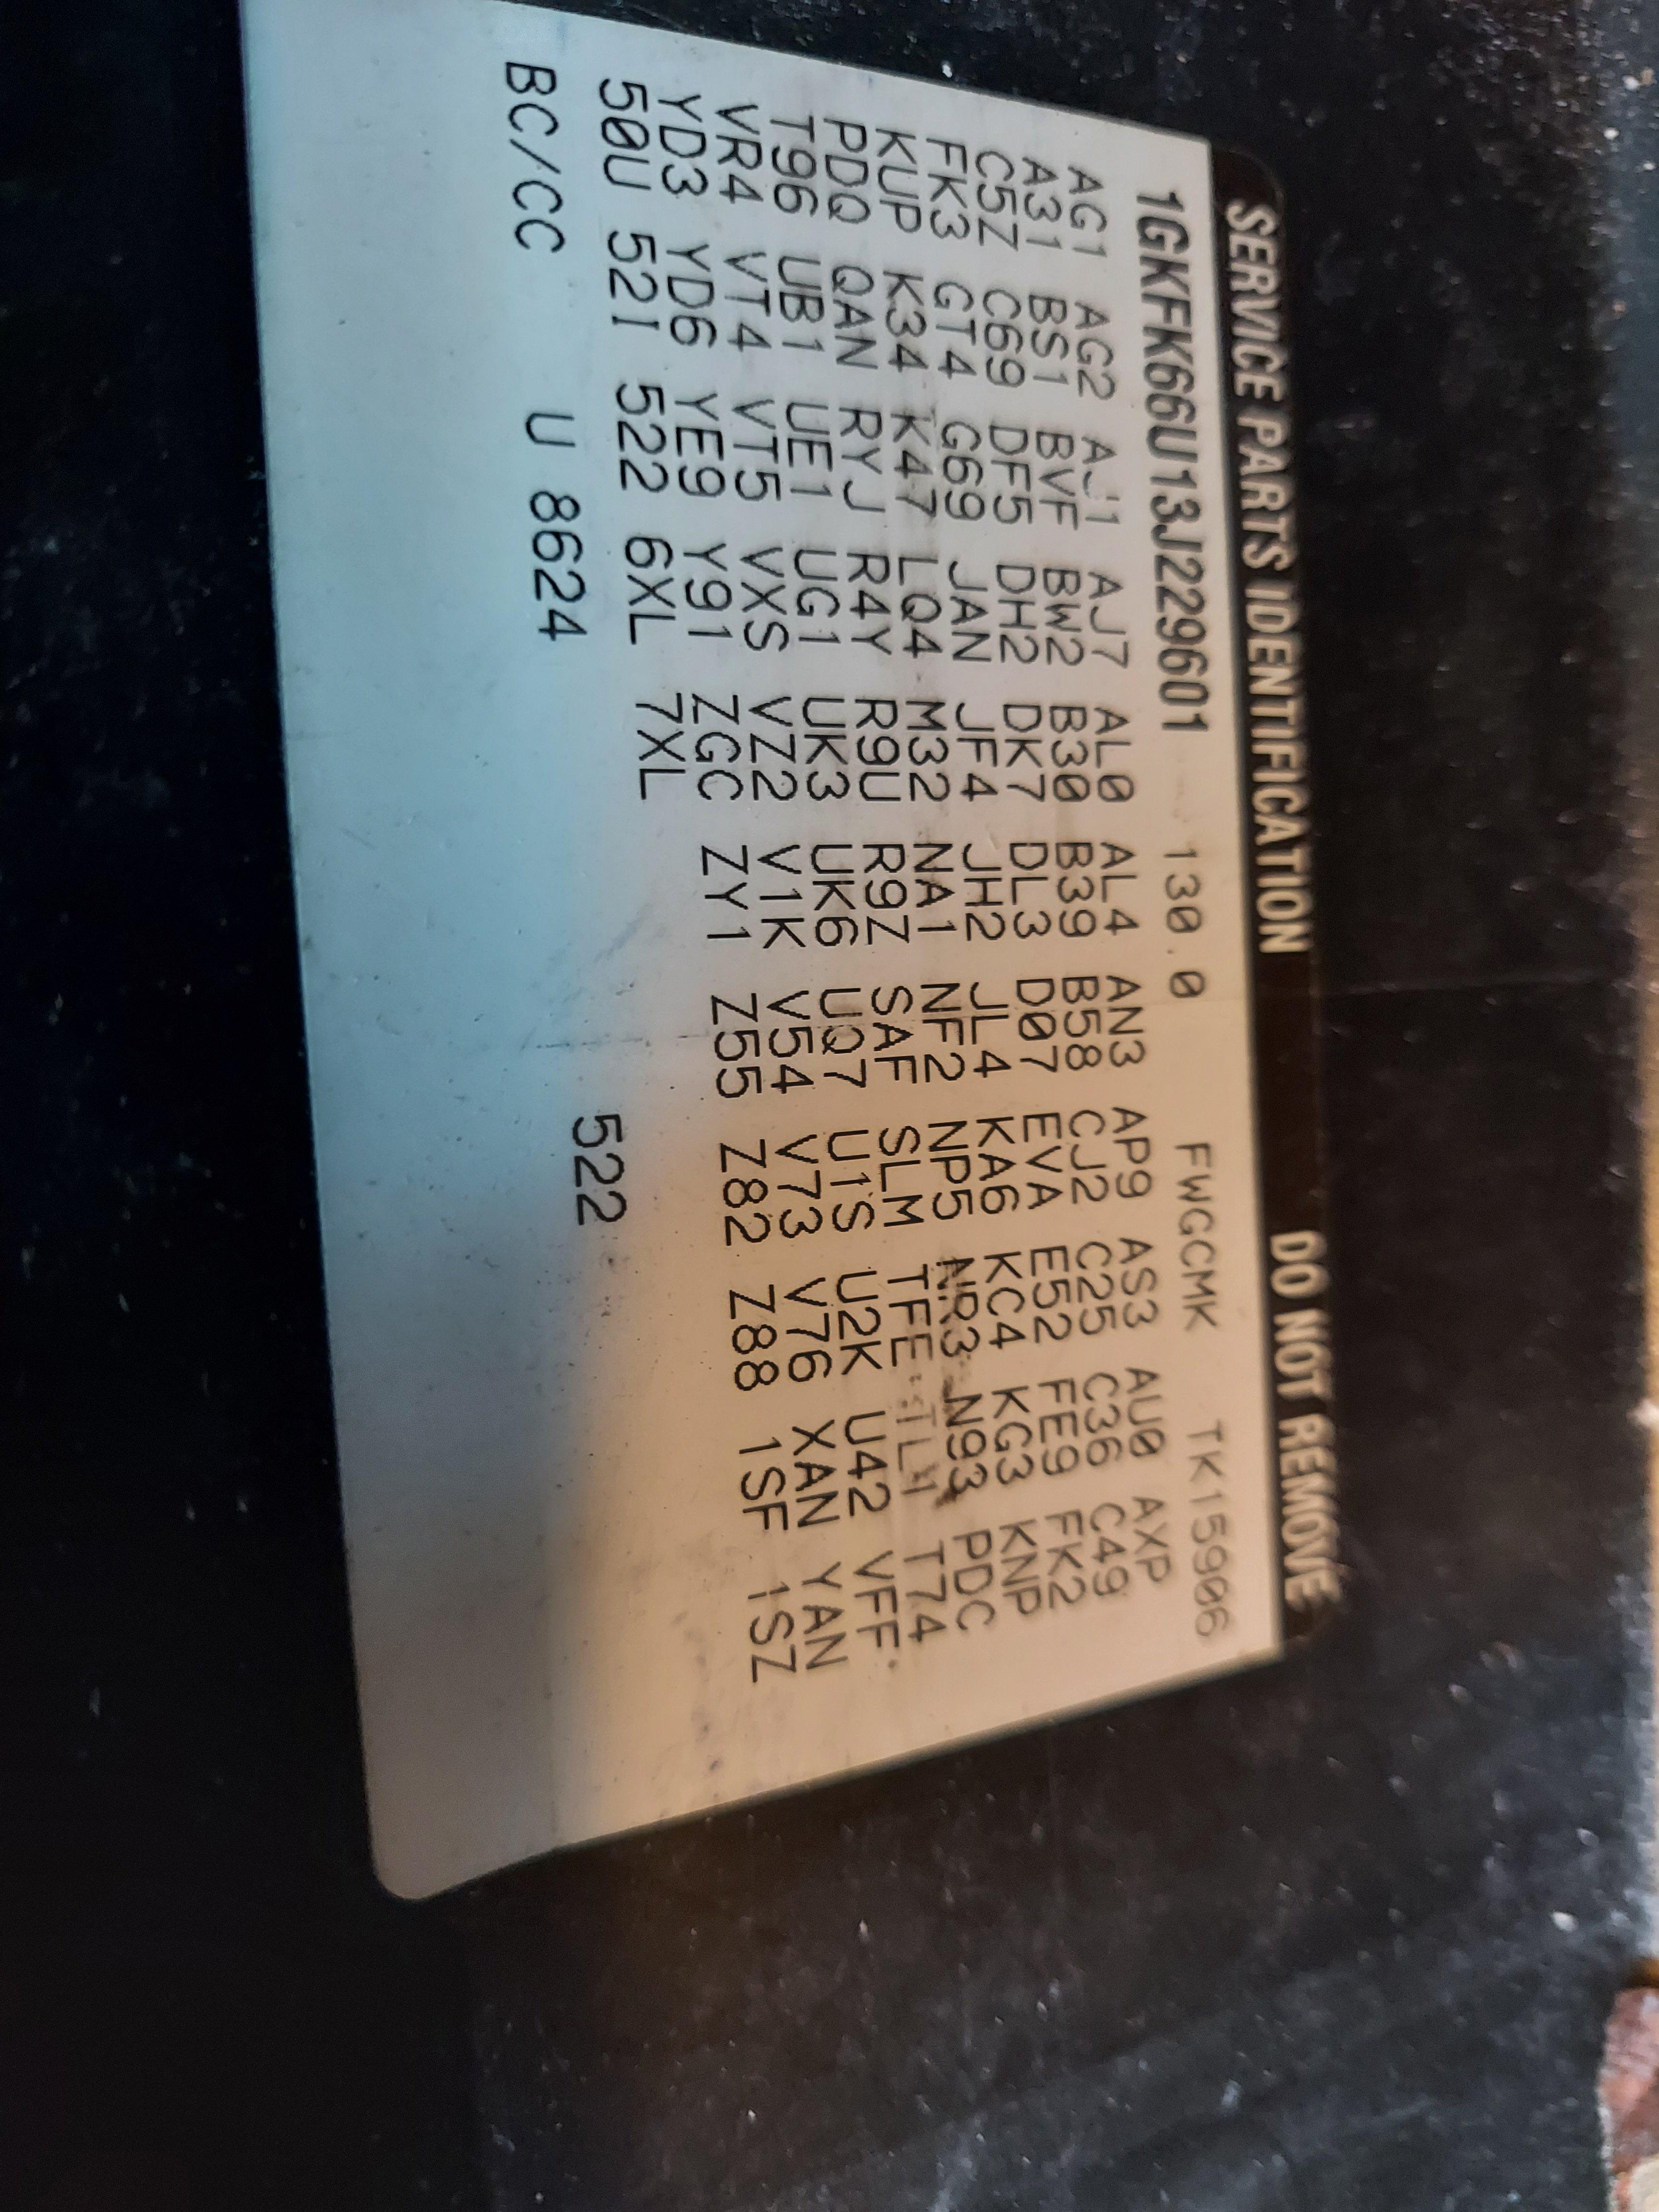 SERVICE PARTS IDENTIFICATION DO NOT REMOVE
1GKFK66U13J229601 130.0 FWGCMK TK15906
AG1 AG2 AJ1 AJ7 AL0 AL4 AN3 AP9 AS3 AU0 AXP
A31 BS1 BVF BW2 B30 B39 B58 CJ2 C25 C36 C49
C5Z C69 DF5 DH2 DK7 DL3 D07 EVA E52 FE9 FK2
FK3 GT4 G69 JAN JF4 JH2 JL4 KA6 KC4 KG3 KNP
KUP K34 K47 LQ4 M32 NA1 NF2 NP5 NR3 N93 PDC
PDQ QAN RYJ R4Y R9U R9Z SAF SLM TFE TL1 T74
T96 UB1 UE1 UG1 UK3 UK6 UQ7 U1S U2K U42 VFF
VR4 VT4 VT5 VXS VZ2 V1K V54 V73 V76 XAN YAN
YD3 YD6 YE9 Y91 ZGC ZY1 Z55 Z82 Z88 1SF 1SZ
50U 52I 522 6XL 7XL
522
BC/CC U 8624